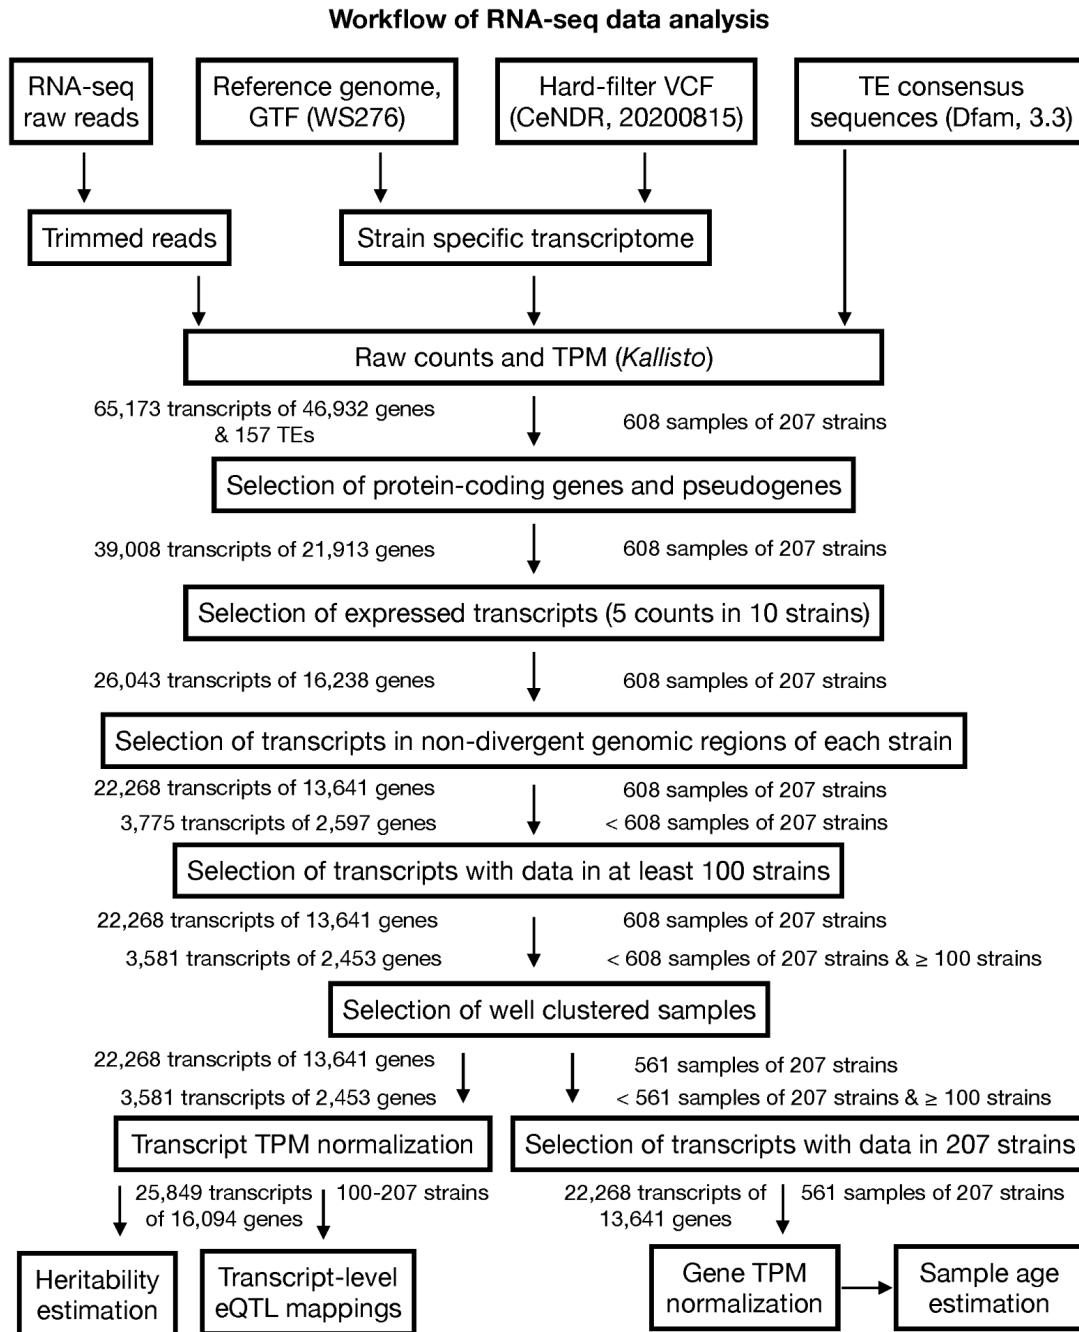 Workflow of RNA-seq data analysis
RNA-seq
raw reads
Reference genome,
GTF (WS276)
Hard-filter VCF
(CeNDR, 20200815)
TE consensus
sequences (Dfam, 3.3)
Trimmed reads
Strain specific transcriptome
Raw counts and TPM (Kallisto)
65,173 transcripts of 46,932 genes
& 157 TEs
608 samples of 207 strains
Selection of protein-coding genes and pseudogenes
39,008 transcripts of 21,913 genes
608 samples of 207 strains
Selection of expressed transcripts (5 counts in 10 strains)
26,043 transcripts of 16,238 genes
608 samples of 207 strains
Selection of transcripts in non-divergent genomic regions of each strain
22,268 transcripts of 13,641 genes
608 samples of 207 strains
3,775 transcripts of 2,597 genes
< 608 samples of 207 strains
Selection of transcripts with data in at least 100 strains
22,268 transcripts of 13,641 genes
608 samples of 207 strains
3,581 transcripts of 2,453 genes
< 608 samples of 207 strains & ≥ 100 strains
Selection of well clustered samples
22,268 transcripts of 13,641 genes
561 samples of 207 strains
3,581 transcripts of 2,453 genes
< 561 samples of 207 strains & ≥ 100 strains
Transcript TPM normalization
Selection of transcripts with data in 207 strains
25,849 transcripts
of 16,094 genes
100-207 strains
22,268 transcripts of
13,641 genes
561 samples of 207 strains
Heritability
estimation
Transcript-level
eQTL mappings
Gene TPM
normalization
Sample age
estimation